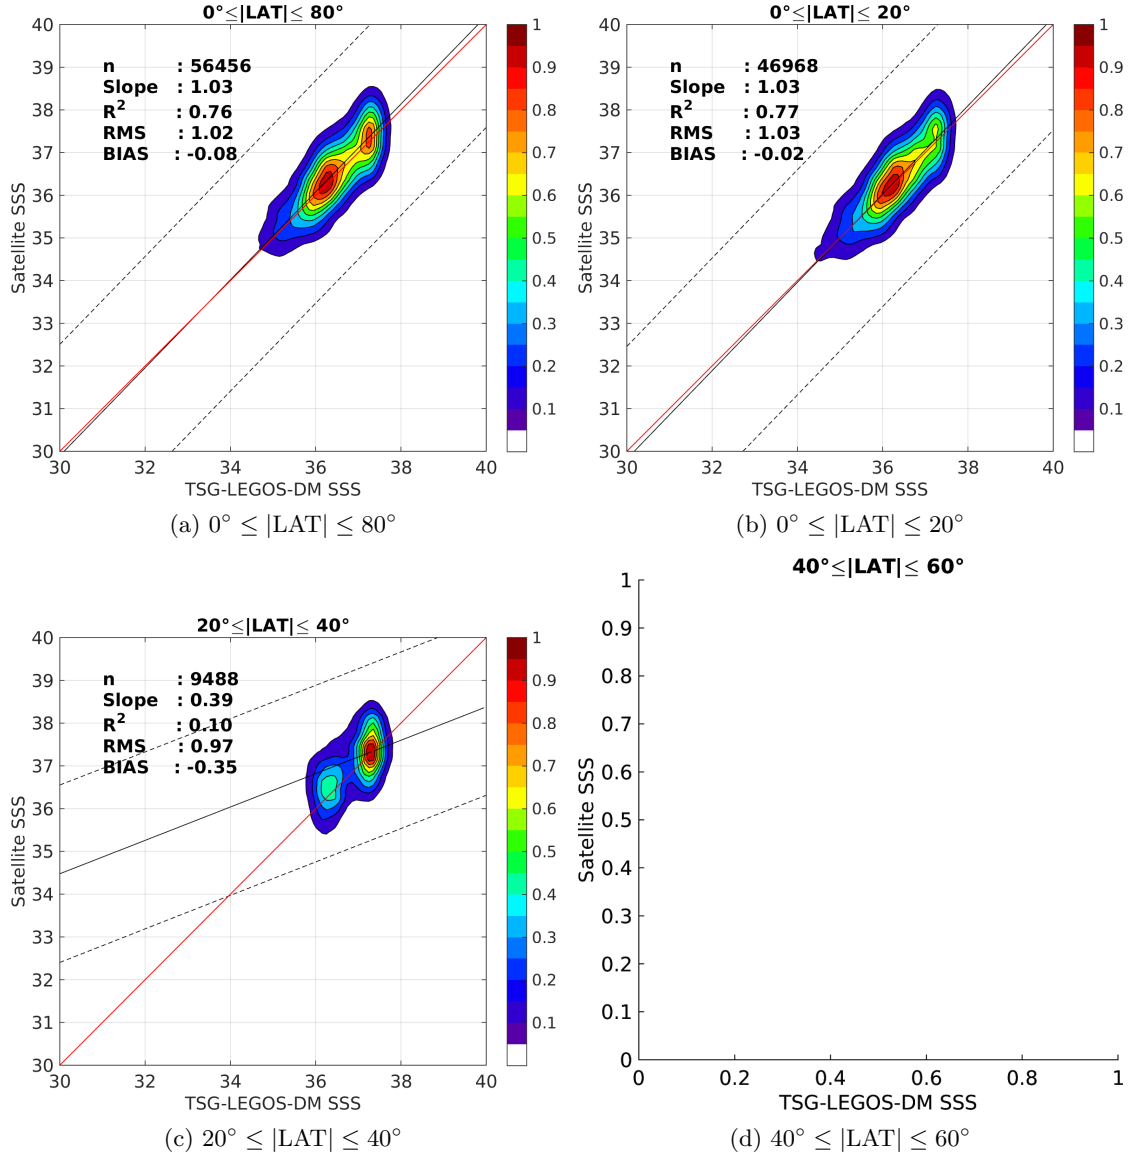 0°≤|LAT|≤ 80°
40
39
38
37
36
35
34
33
32
31
30
Satellite SSS
n : 56456
Slope : 1.03
R2 : 0.76
RMS : 1.02
BIAS : -0.08
30 32 34 36 38 40
TSG-LEGOS-DM SSS
1
0.9
0.8
0.7
0.6
0.5
0.4
0.3
0.2
0.1
(a) 0° ≤ |LAT| ≤ 80°
0°≤|LAT|≤ 20°
40
39
38
37
36
35
34
33
32
31
30
Satellite SSS
n : 46968
Slope : 1.03
R2 : 0.77
RMS : 1.03
BIAS : -0.02
30 32 34 36 38 40
TSG-LEGOS-DM SSS
1
0.9
0.8
0.7
0.6
0.5
0.4
0.3
0.2
0.1
(b) 0° ≤ |LAT| ≤ 20°
20°≤|LAT|≤ 40°
40
39
38
37
36
35
34
33
32
31
30
Satellite SSS
n : 9488
Slope : 0.39
R2 : 0.10
RMS : 0.97
BIAS : -0.35
30 32 34 36 38 40
TSG-LEGOS-DM SSS
1
0.9
0.8
0.7
0.6
0.5
0.4
0.3
0.2
0.1
(c) 20° ≤ |LAT| ≤ 40°
40°≤|LAT|≤ 60°
1
0.9
0.8
0.7
0.6
0.5
0.4
0.3
0.2
0.1
0
Satellite SSS
0 0.2 0.4 0.6 0.8 1
TSG-LEGOS-DM SSS
(d) 40° ≤ |LAT| ≤ 60°